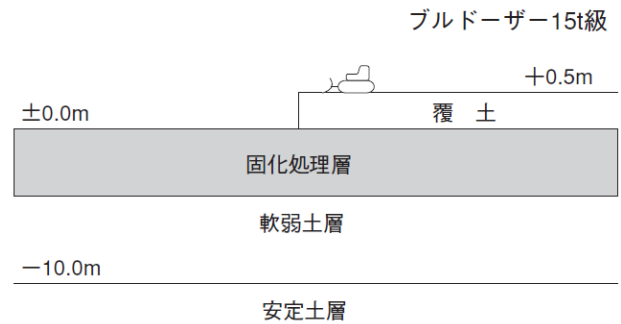 ブルドーザー15t級
+0.5m
±0.0m
覆 土
固化処理層
軟弱土層
-10.0m
安定土層